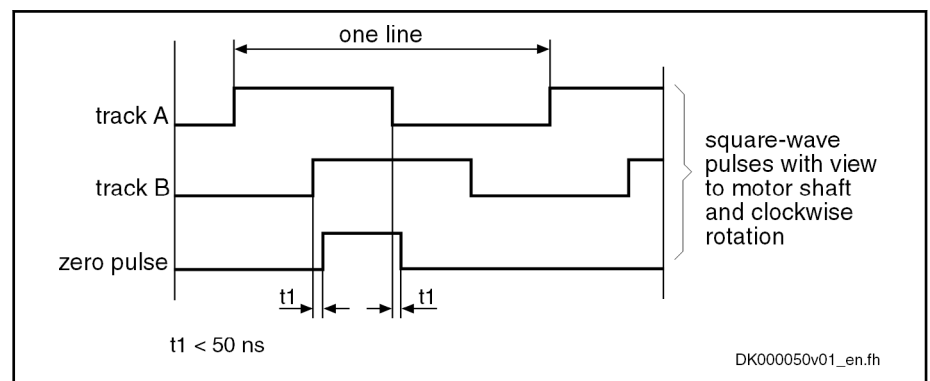 one line
track A
track B
zero pulse
square-wave
pulses with view
to motor shaft
and clockwise
rotation
t1
t1
t1 < 50 ns
DK000050v01_en.fh